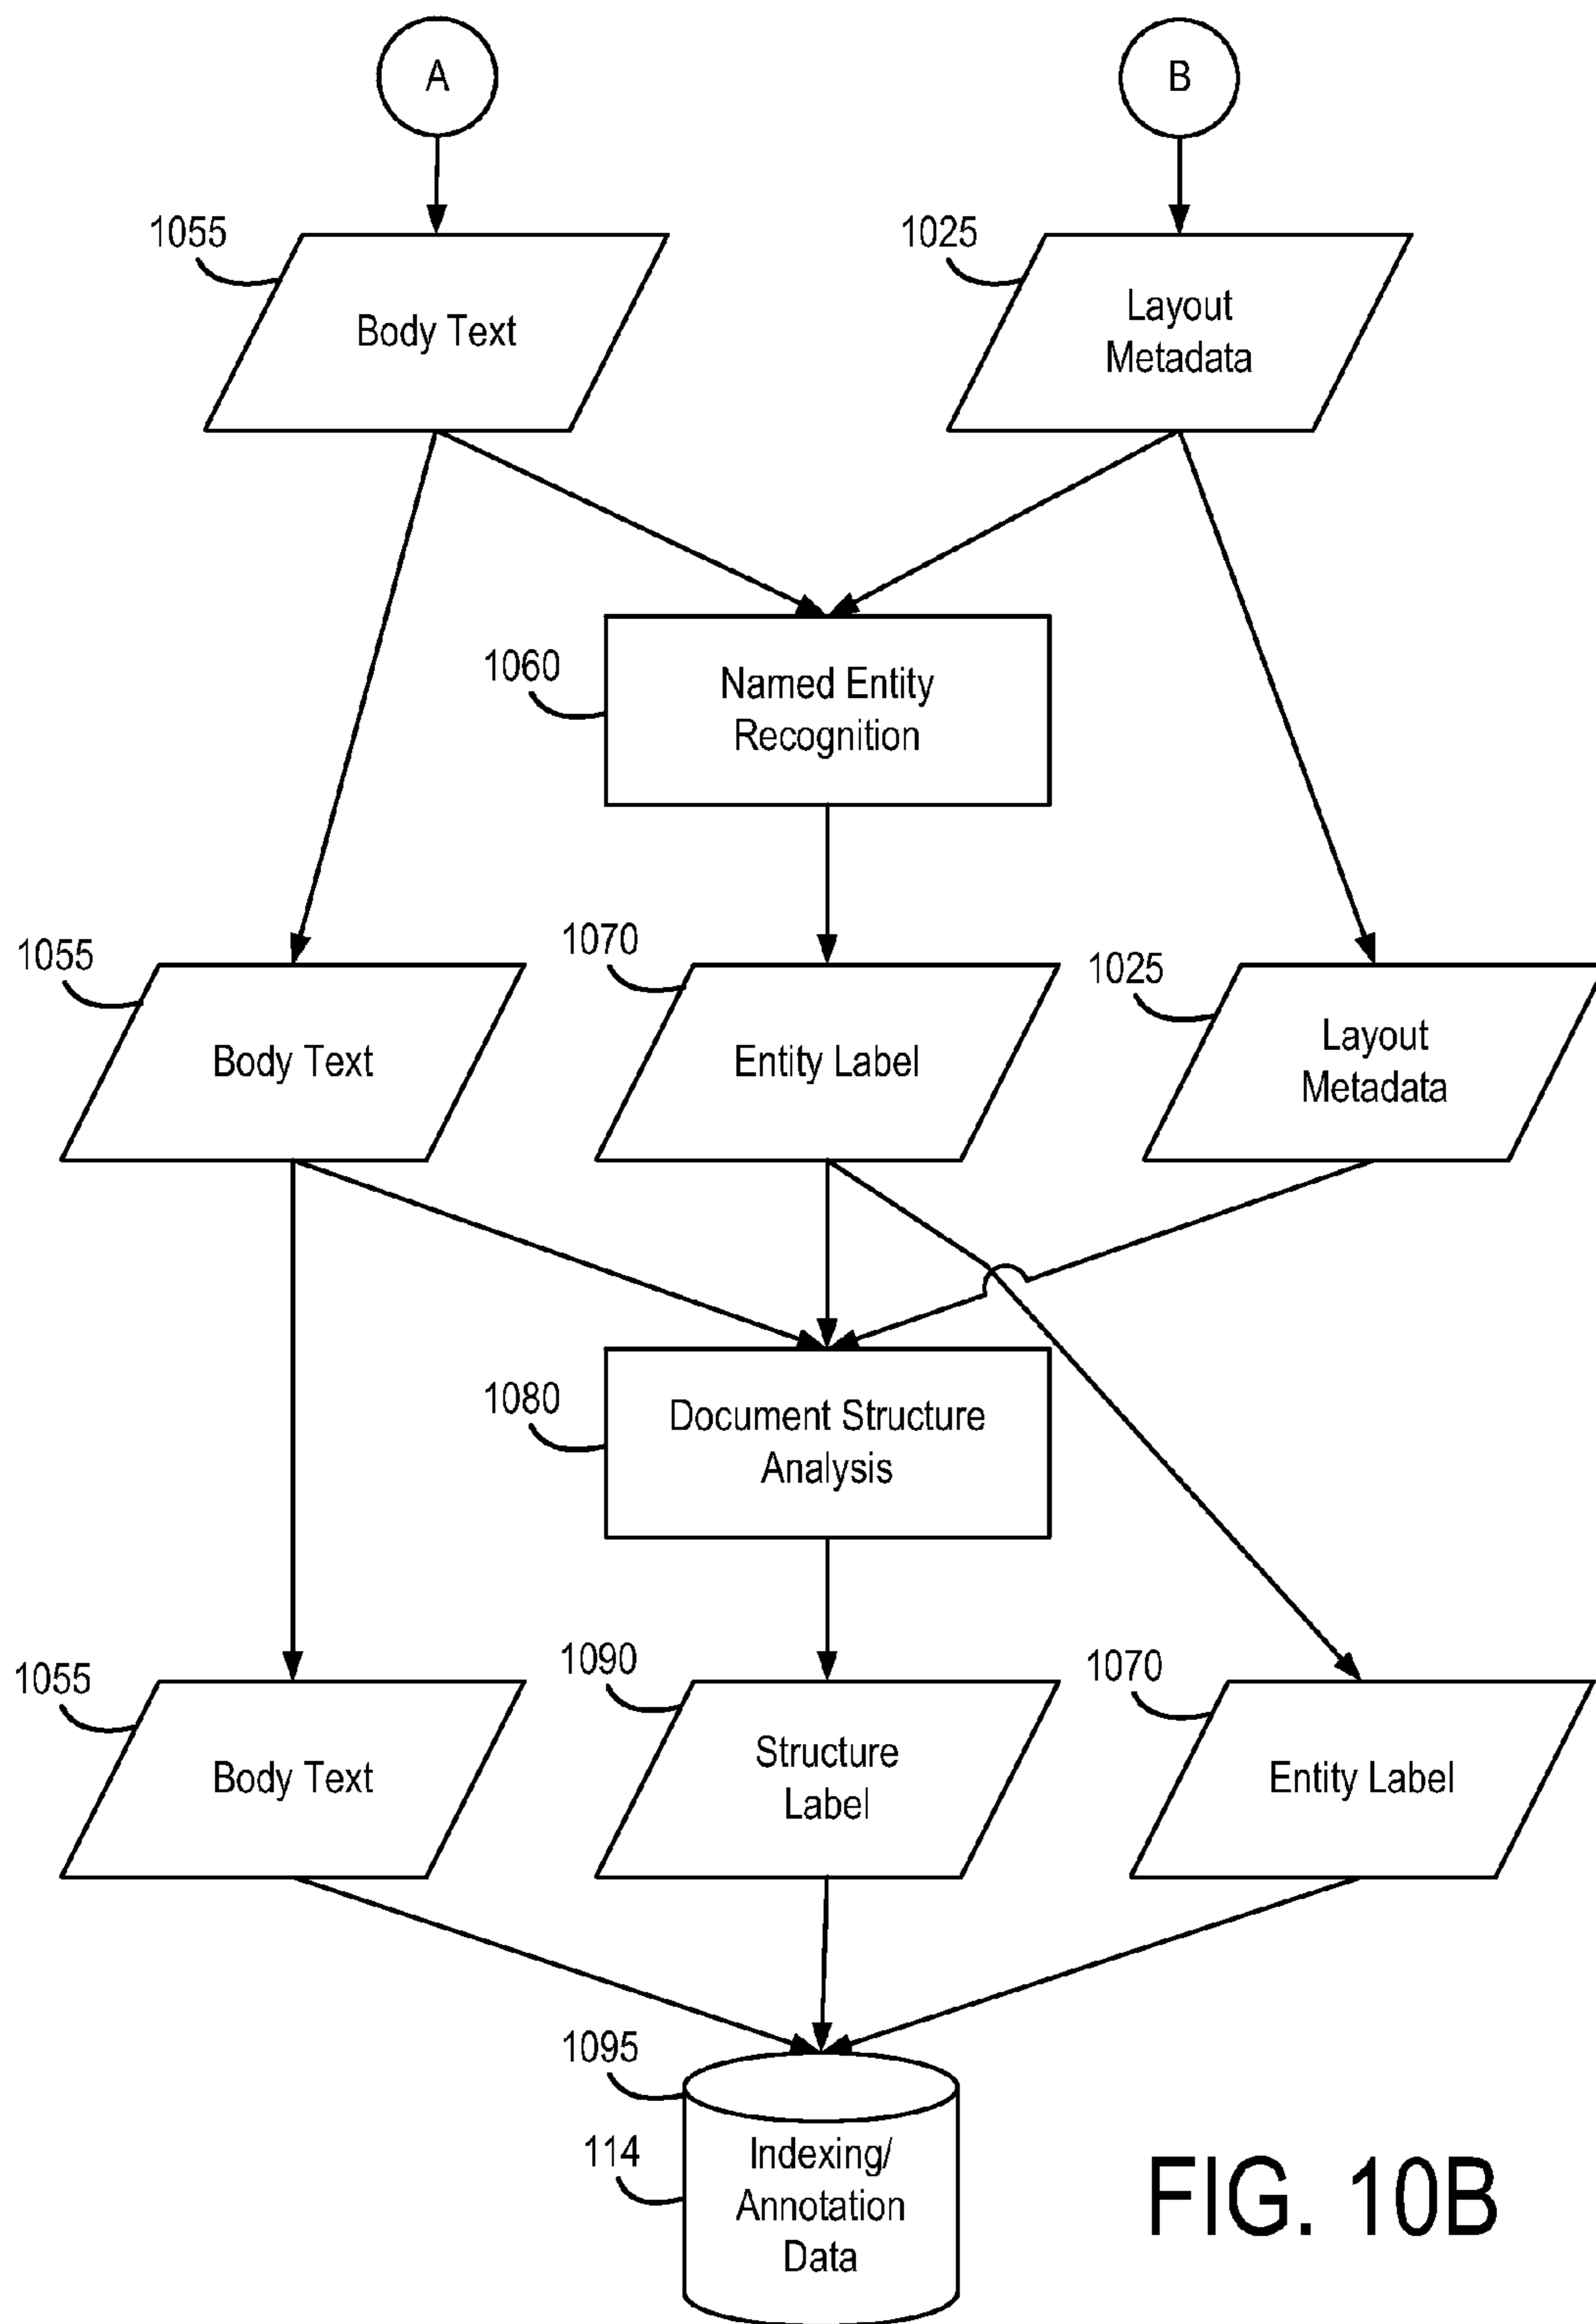 A
B
1055
1025
Body Text
Layout
Metadata
1060
Named Entity
Recognition
1055
1070
1025
Body Text
Entity Label
Layout
Metadata
1080
Document Structure
Analysis
1055
1090
1070
Body Text
Structure
Label
Entity Label
1095
114
Indexing/
Annotation
Data
FIG. 10B